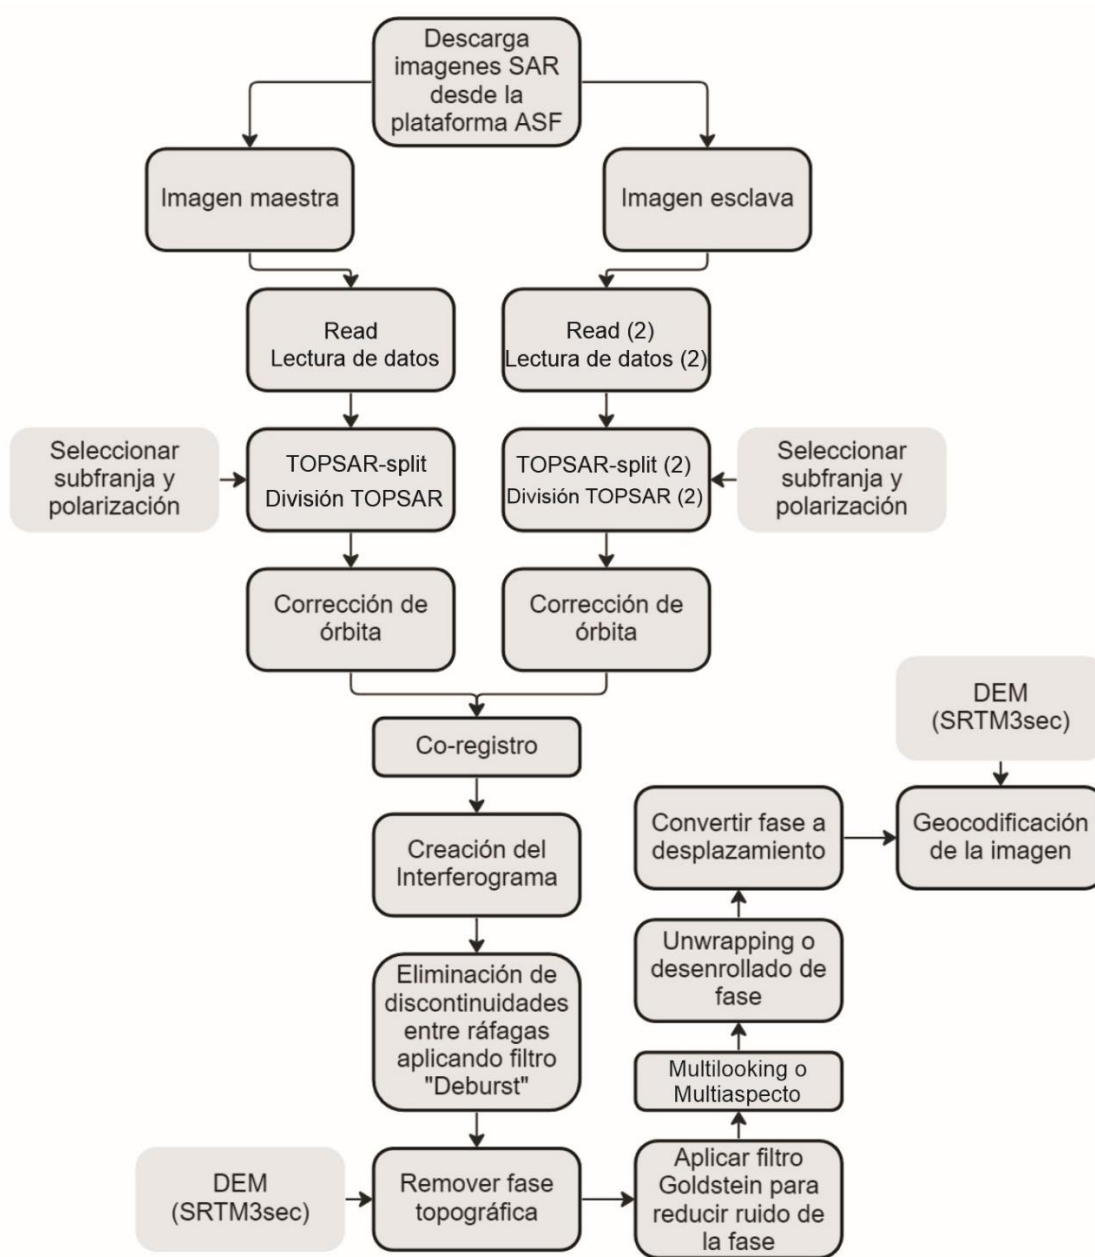 Descarga
imagenes SAR
desde la
plataforma ASF
Imagen maestra
Imagen esclava
Read
Lectura de datos
Read (2)
Lectura de datos (2)
Seleccionar
subfranja y
polarización
TOPSAR-split
División TOPSAR
TOPSAR-split (2)
División TOPSAR (2)
Seleccionar
subfranja y
polarización
Corrección de
órbita
Corrección de
órbita
Co-registro
Creación del
Interferograma
Eliminación de
discontinuidades
entre ráfagas
aplicando filtro
"Deburst"
DEM
(SRTM3sec)
Remover fase
topográfica
Aplicar filtro
Goldstein para
reducir ruido de
la fase
Multilooking o
Multiaspecto
Unwrapping o
desenrollado de
fase
Convertir fase a
desplazamiento
DEM
(SRTM3sec)
Geocodificación
de la imagen